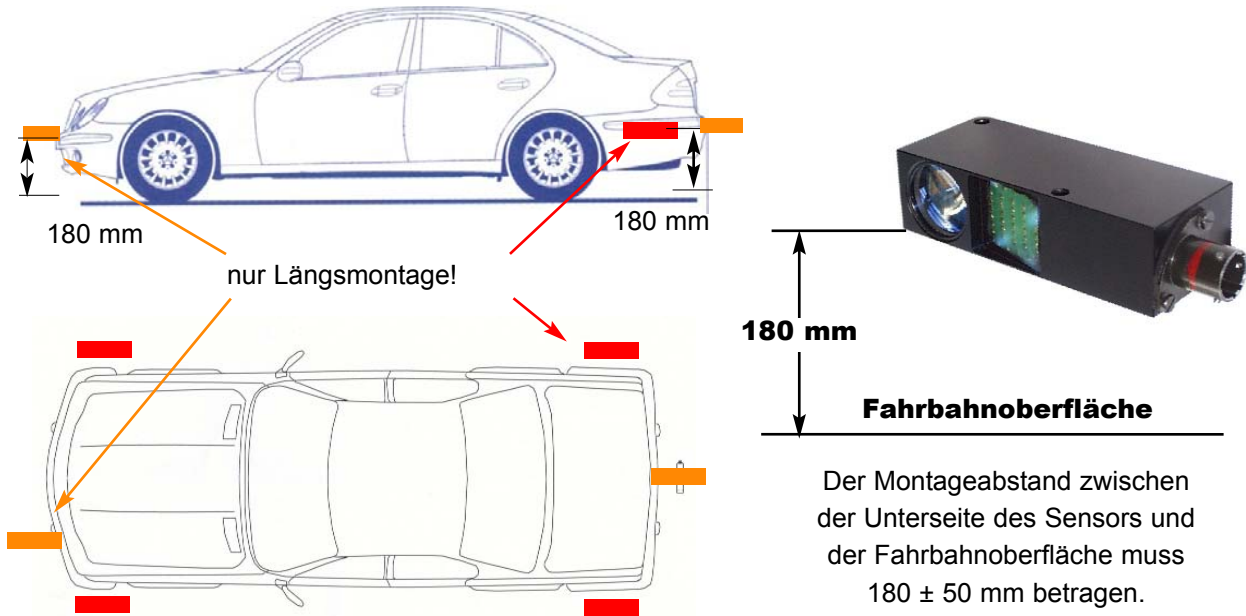 180 mm
180 mm
nur Längsmontage!
180 mm
Fahrbahnoberfläche
Der Montageabstand zwischen
der Unterseite des Sensors und
der Fahrbahnoberfläche muss
180 ± 50 mm betragen.